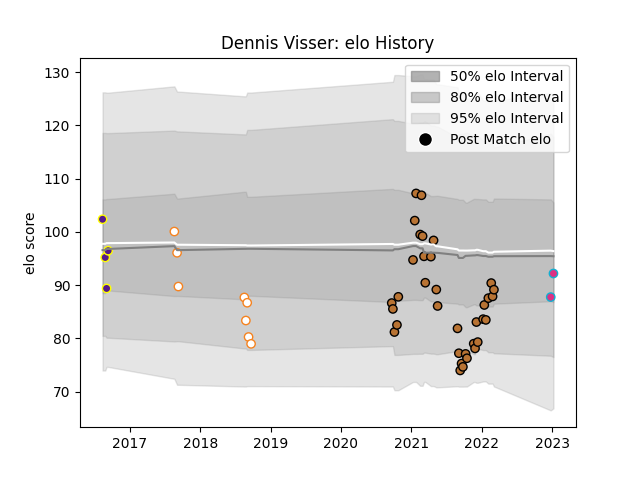 Dennis Visser: elo History
50% elo Interval
80% elo Interval
95% elo Interval
Post Match elo
elo score
130
120
110
100
90
80
70
2017 2018 2019 2020 2021 2022 2023